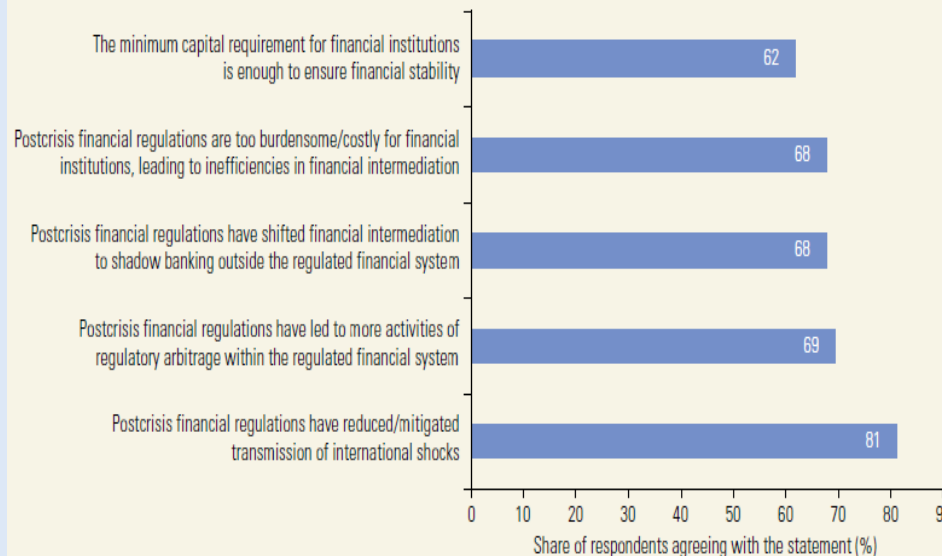 The minimum capital requirement for financial institutions
is enough to ensure financial stability
62
Postcrisis financial regulations are too burdensome/costly for financial
institutions, leading to inefficiencies in financial intermediation
68
Postcrisis financial regulations have shifted financial intermediation
to shadow banking outside the regulated financial system
68
Postcrisis financial regulations have led to more activities of
regulatory arbitrage within the regulated financial system
69
Postcrisis financial regulations have reduced/mitigated
transmission of international shocks
81
0 10 20 30 40 50 60 70 80 9
Share of respondents agreeing with the statement (%)